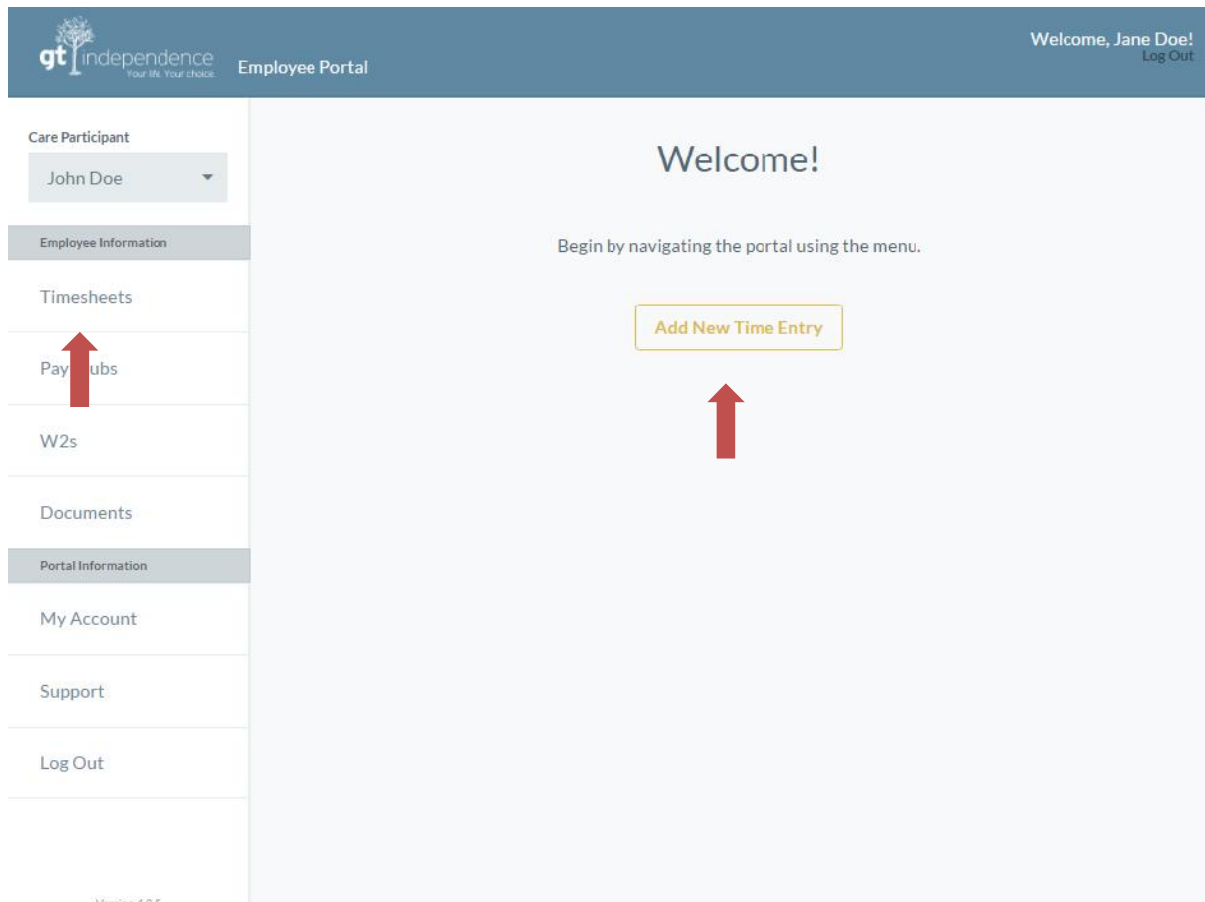 gt independence
Your life. Your choice.
Employee Portal
Welcome, Jane Doe!
Log Out
Care Participant
John Doe
Employee Information
Timesheets
Pay ubs
W2s
Documents
Portal Information
My Account
Support
Log Out
Welcome!
Begin by navigating the portal using the menu.
Add New Time Entry